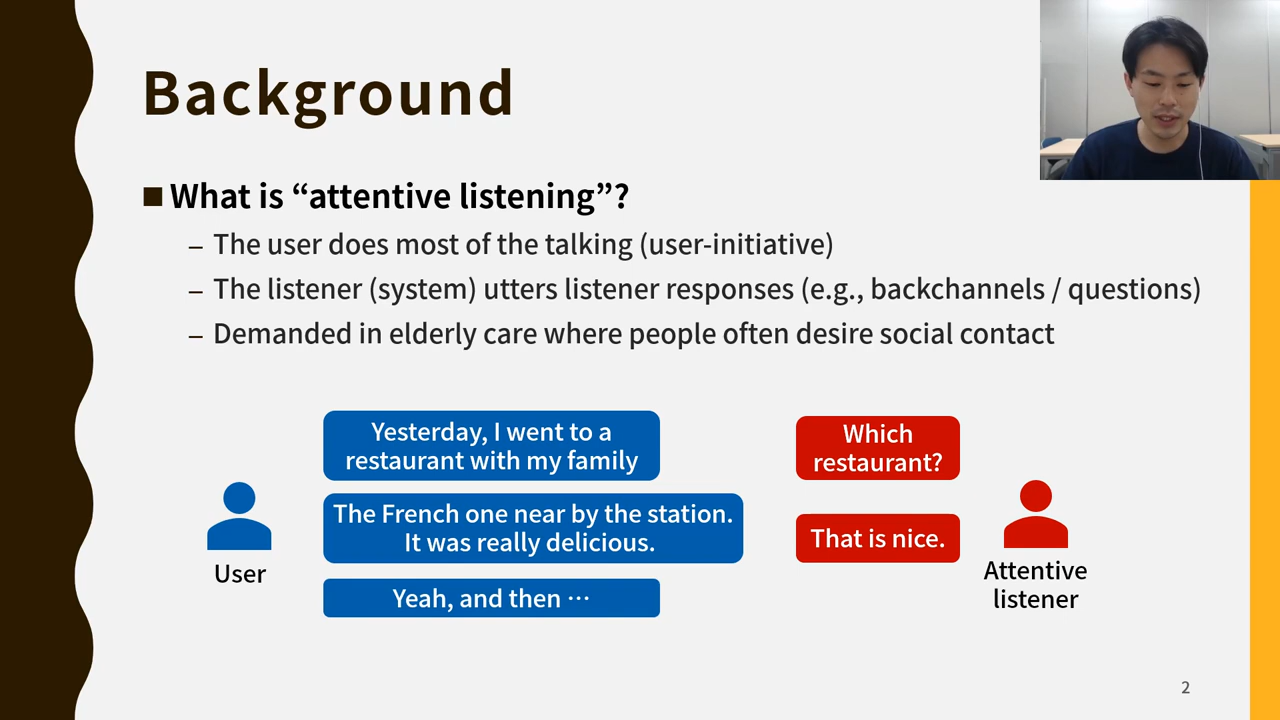 Background
What is “attentive listening”?
– The user does most of the talking (user-initiative)
– The listener (system) utters listener responses (e.g., backchannels / questions)
– Demanded in elderly care where people often desire social contact
Yesterday, I went to a
restaurant with my family
Which
restaurant?
The French one near by the station.
It was really delicious.
That is nice.
Yeah, and then ⋯
User
Attentive
listener
2